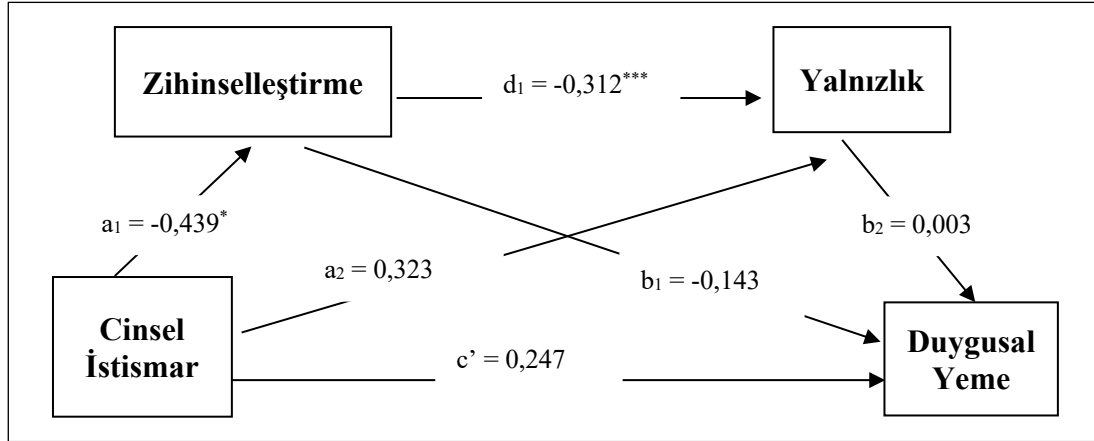 Zihinselleştirme
d₁ = -0,312***
Yalnızlık
a₁ = -0,439*
b₂ = 0,003
a₂ = 0,323
b₁ = -0,143
Cinsel
İstismar
c’ = 0,247
Duygusal
Yeme